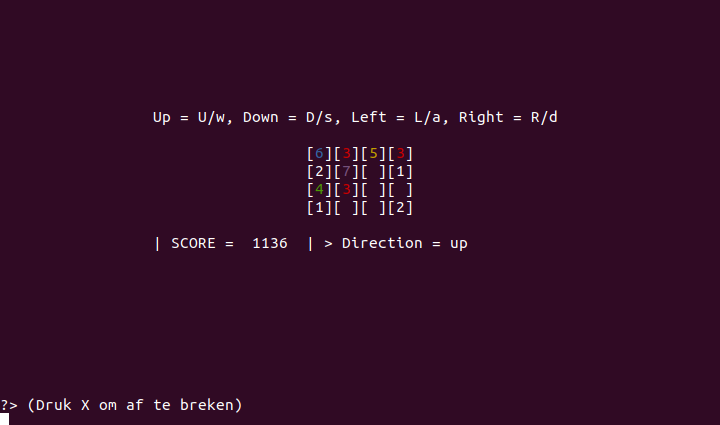 Up = U/w, Down = D/s, Left = L/a, Right = R/d
[6][3][5][3]
[2][7][ ][1]
[4][3][ ][ ]
[1][ ][ ][2]
| SCORE =  1136  | > Direction = up
?> (Druk X om af te breken)